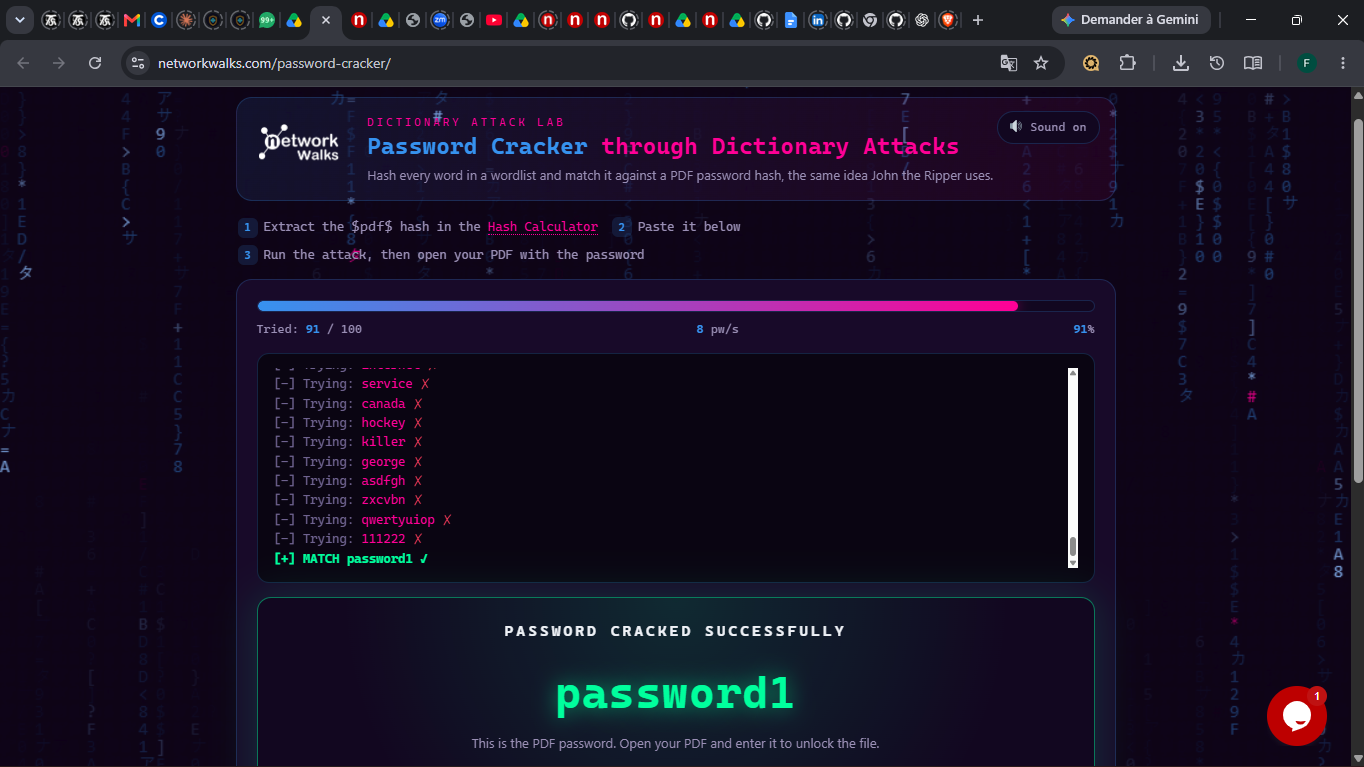 Demander à Gemini
networkwalks.com/password-cracker/
F
network
Walks
DICTIONARY ATTACK LAB
Password Cracker through Dictionary Attacks
Hash every word in a wordlist and match it against a PDF password hash, the same idea John the Ripper uses.
Sound on
1 Extract the $pdf$ hash in the Hash Calculator 2 Paste it below
3 Run the attack, then open your PDF with the password
Tried: 91 / 100 8 pw/s 91%
[-] Trying: service ✗
[-] Trying: canada ✗
[-] Trying: hockey ✗
[-] Trying: killer ✗
[-] Trying: george ✗
[-] Trying: asdfgh ✗
[-] Trying: zxcvbn ✗
[-] Trying: qwertyuiop ✗
[-] Trying: 111222 ✗
[+] MATCH password1 ✓
PASSWORD CRACKED SUCCESSFULLY
password1
This is the PDF password. Open your PDF and enter it to unlock the file.
1